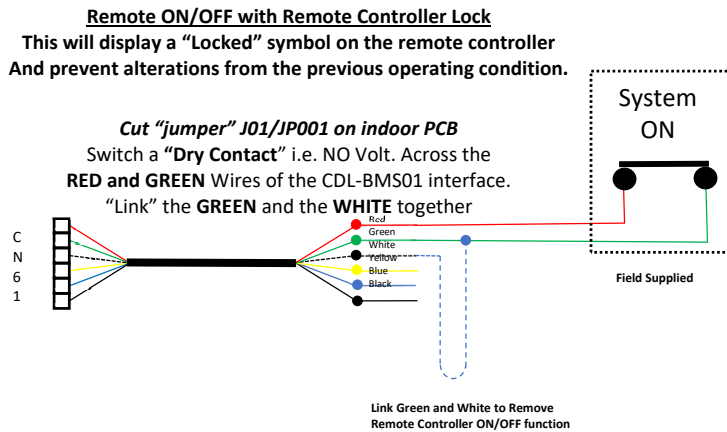 Remote ON/OFF with Remote Controller Lock
This will display a “Locked” symbol on the remote controller
And prevent alterations from the previous operating condition.
System
ON
Cut “jumper” J01/JP001 on indoor PCB
Switch a “Dry Contact” i.e. NO Volt. Across the
RED and GREEN Wires of the CDL-BMS01 interface.
“Link” the GREEN and the WHITE together
C
N
6
1
Red
Green
White
Yellow
Blue
Black
Field Supplied
Link Green and White to Remove
Remote Controller ON/OFF function